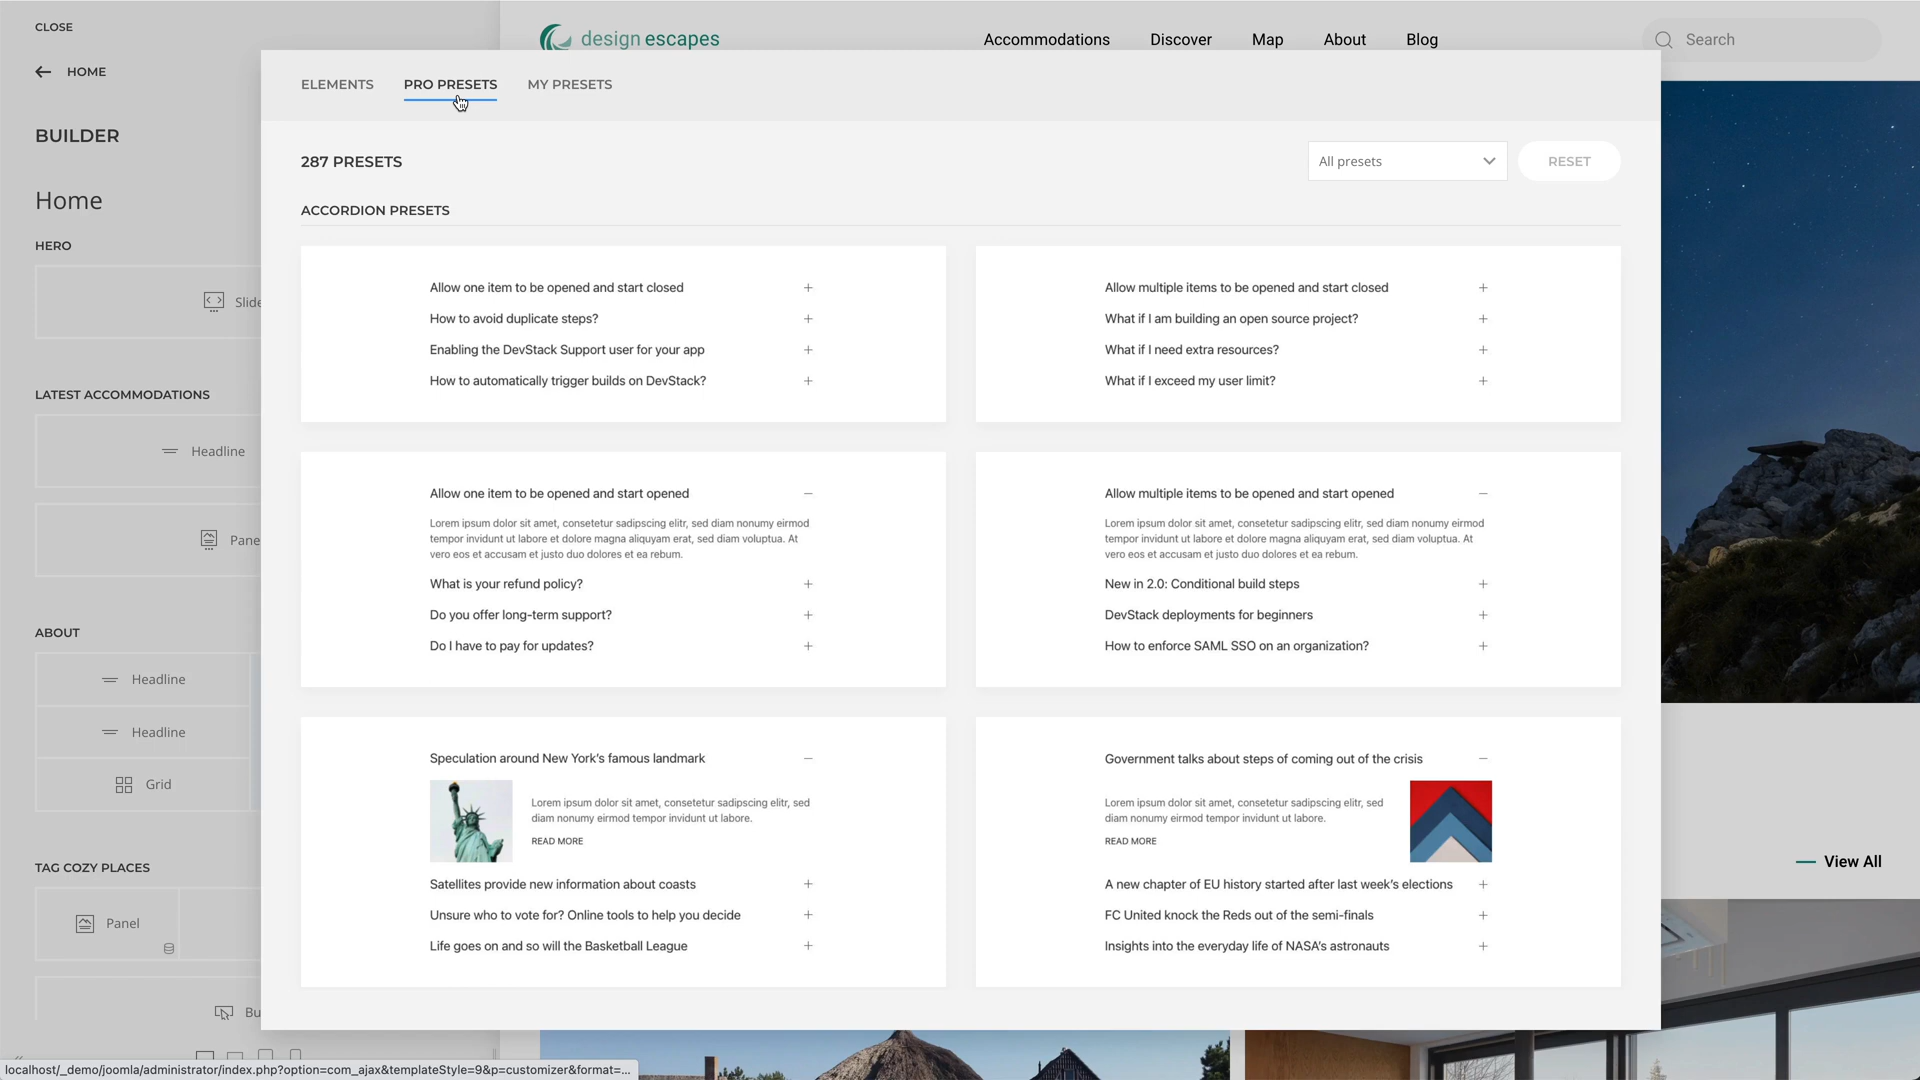 CLOSE
HOME
BUILDER
Home
HERO
Slide
LATEST ACCOMMODATIONS
Headline
Pane
ABOUT
Headline
Headline
Grid
TAG COZY PLACES
Panel
Bu
design escapes
Accommodations
Discover
Map
About
Blog
Search
ELEMENTS
PRO PRESETS
MY PRESETS
287 PRESETS
All presets
RESET
ACCORDION PRESETS
Allow one item to be opened and start closed
How to avoid duplicate steps?
Enabling the DevStack Support user for your app
How to automatically trigger builds on DevStack?
Allow multiple items to be opened and start closed
What if I am building an open source project?
What if I need extra resources?
What if I exceed my user limit?
Allow one item to be opened and start opened
Lorem ipsum dolor sit amet, consetetur sadipscing elitr, sed diam nonumy eirmod
tempor invidunt ut labore et dolore magna aliquyam erat, sed diam voluptua. At
vero eos et accusam et justo duo dolores et ea rebum.
What is your refund policy?
Do you offer long-term support?
Do I have to pay for updates?
Allow multiple items to be opened and start opened
Lorem ipsum dolor sit amet, consetetur sadipscing elitr, sed diam nonumy eirmod
tempor invidunt ut labore et dolore magna aliquyam erat, sed diam voluptua. At
vero eos et accusam et justo duo dolores et ea rebum.
New in 2.0: Conditional build steps
DevStack deployments for beginners
How to enforce SAML SSO on an organization?
Speculation around New York's famous landmark
Lorem ipsum dolor sit amet, consetetur sadipscing elitr, sed
diam nonumy eirmod tempor invidunt ut labore.
READ MORE
Satellites provide new information about coasts
Unsure who to vote for? Online tools to help you decide
Life goes on and so will the Basketball League
Government talks about steps of coming out of the crisis
Lorem ipsum dolor sit amet, consetetur sadipscing elitr, sed
diam nonumy eirmod tempor invidunt ut labore.
READ MORE
A new chapter of EU history started after last week's elections
FC United knock the Reds out of the semi-finals
Insights into the everyday life of NASA's astronauts
View All
localhost/_demo/joomla/administrator/index.php?option=com_ajax&templateStyle=9&p=customizer&format=...